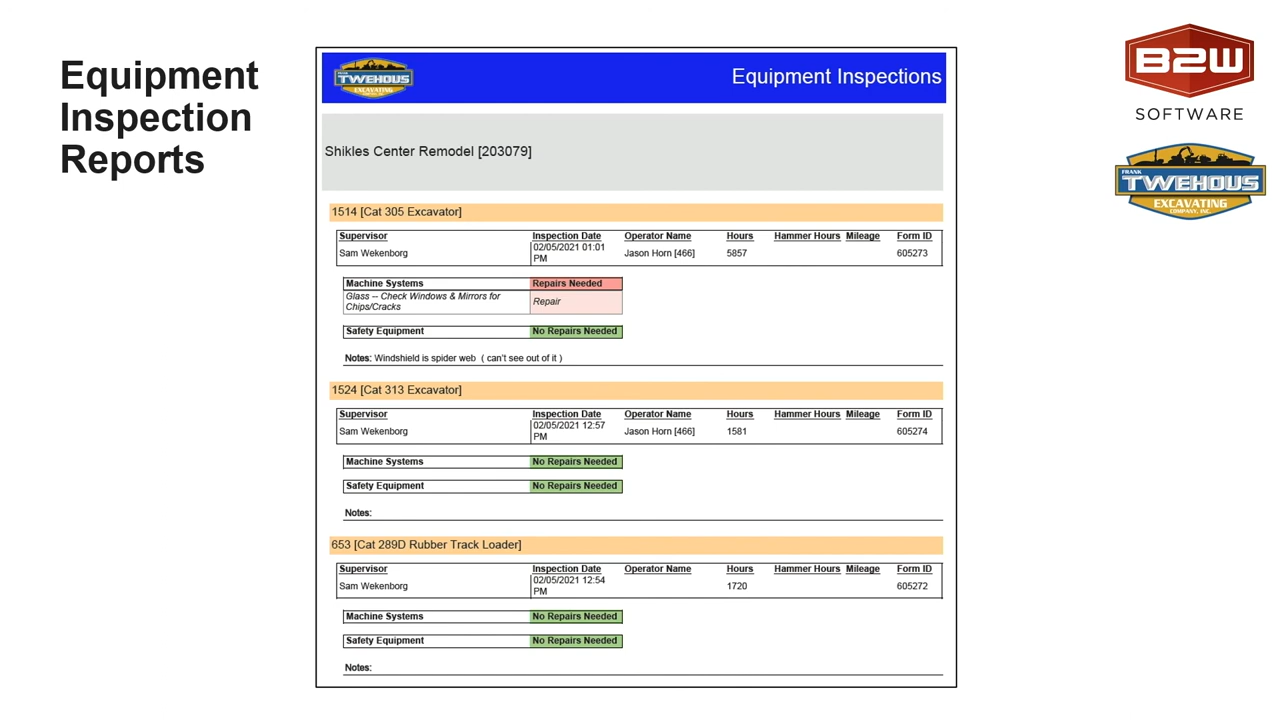 Equipment
Inspection
Reports
FRANK
TWEHOUS
EXCAVATING
COMPANY, INC.
Equipment Inspections
B2W
SOFTWARE
FRANK
TWEHOUS
EXCAVATING
COMPANY, INC.
Shikles Center Remodel [203079]
1514 [Cat 305 Excavator]
Supervisor Inspection Date Operator Name Hours Hammer Hours Mileage Form ID
Sam Wekenborg 02/05/2021 01:01 PM Jason Horn [466] 5857 605273
Machine Systems Repairs Needed
Glass -- Check Windows & Mirrors for
Chips/Cracks Repair
Safety Equipment No Repairs Needed
Notes: Windshield is spider web ( can't see out of it )
1524 [Cat 313 Excavator]
Supervisor Inspection Date Operator Name Hours Hammer Hours Mileage Form ID
Sam Wekenborg 02/05/2021 12:57 PM Jason Horn [466] 1581 605274
Machine Systems No Repairs Needed
Safety Equipment No Repairs Needed
Notes:
653 [Cat 289D Rubber Track Loader]
Supervisor Inspection Date Operator Name Hours Hammer Hours Mileage Form ID
Sam Wekenborg 02/05/2021 12:54 PM 1720 605272
Machine Systems No Repairs Needed
Safety Equipment No Repairs Needed
Notes: